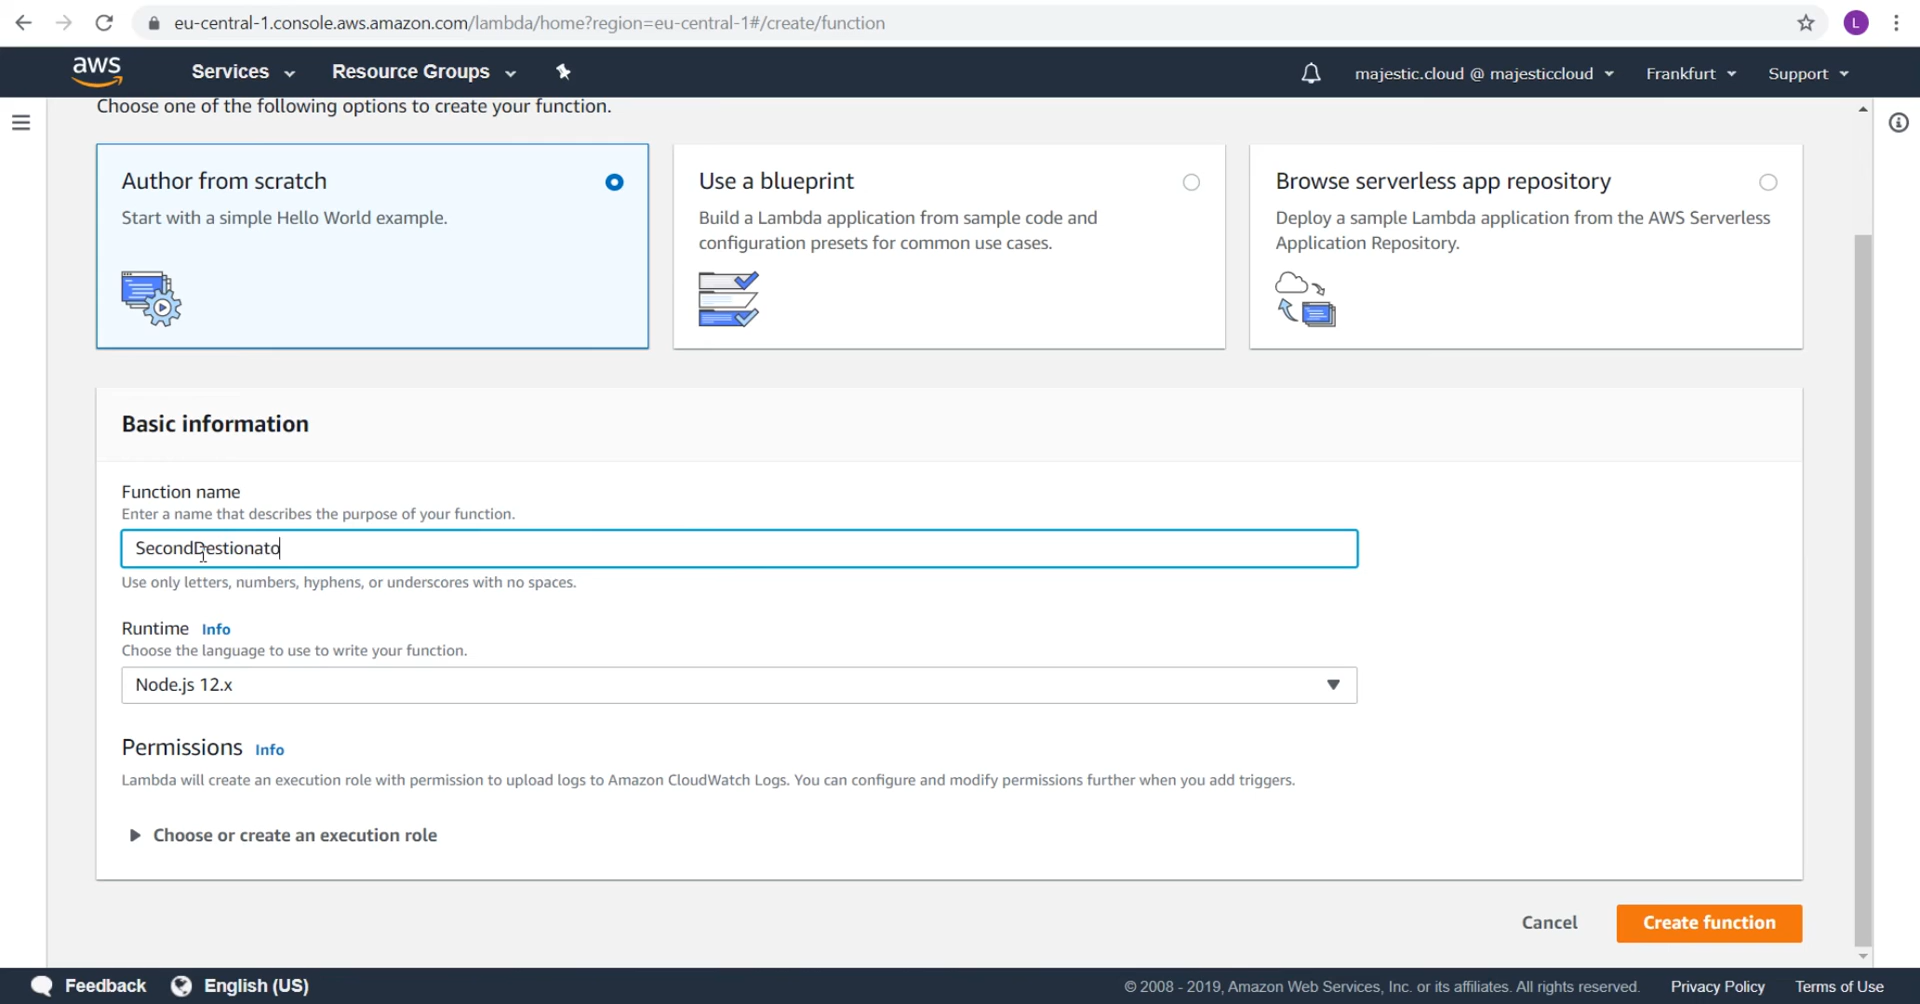 eu-central-1.console.aws.amazon.com/lambda/home?region=eu-central-1#/create/function
L
aws Services Resource Groups majestic.cloud @ majesticcloud Frankfurt Support
Choose one of the following options to create your function.
Author from scratch
Start with a simple Hello World example.
Use a blueprint
Build a Lambda application from sample code and
configuration presets for common use cases.
Browse serverless app repository
Deploy a sample Lambda application from the AWS Serverless
Application Repository.
Basic information
Function name
Enter a name that describes the purpose of your function.
SecondDestionato
Use only letters, numbers, hyphens, or underscores with no spaces.
Runtime Info
Choose the language to use to write your function.
Node.js 12.x
Permissions Info
Lambda will create an execution role with permission to upload logs to Amazon CloudWatch Logs. You can configure and modify permissions further when you add triggers.
Choose or create an execution role
Cancel Create function
Feedback English (US) © 2008 - 2019, Amazon Web Services, Inc. or its affiliates. All rights reserved. Privacy Policy Terms of Use